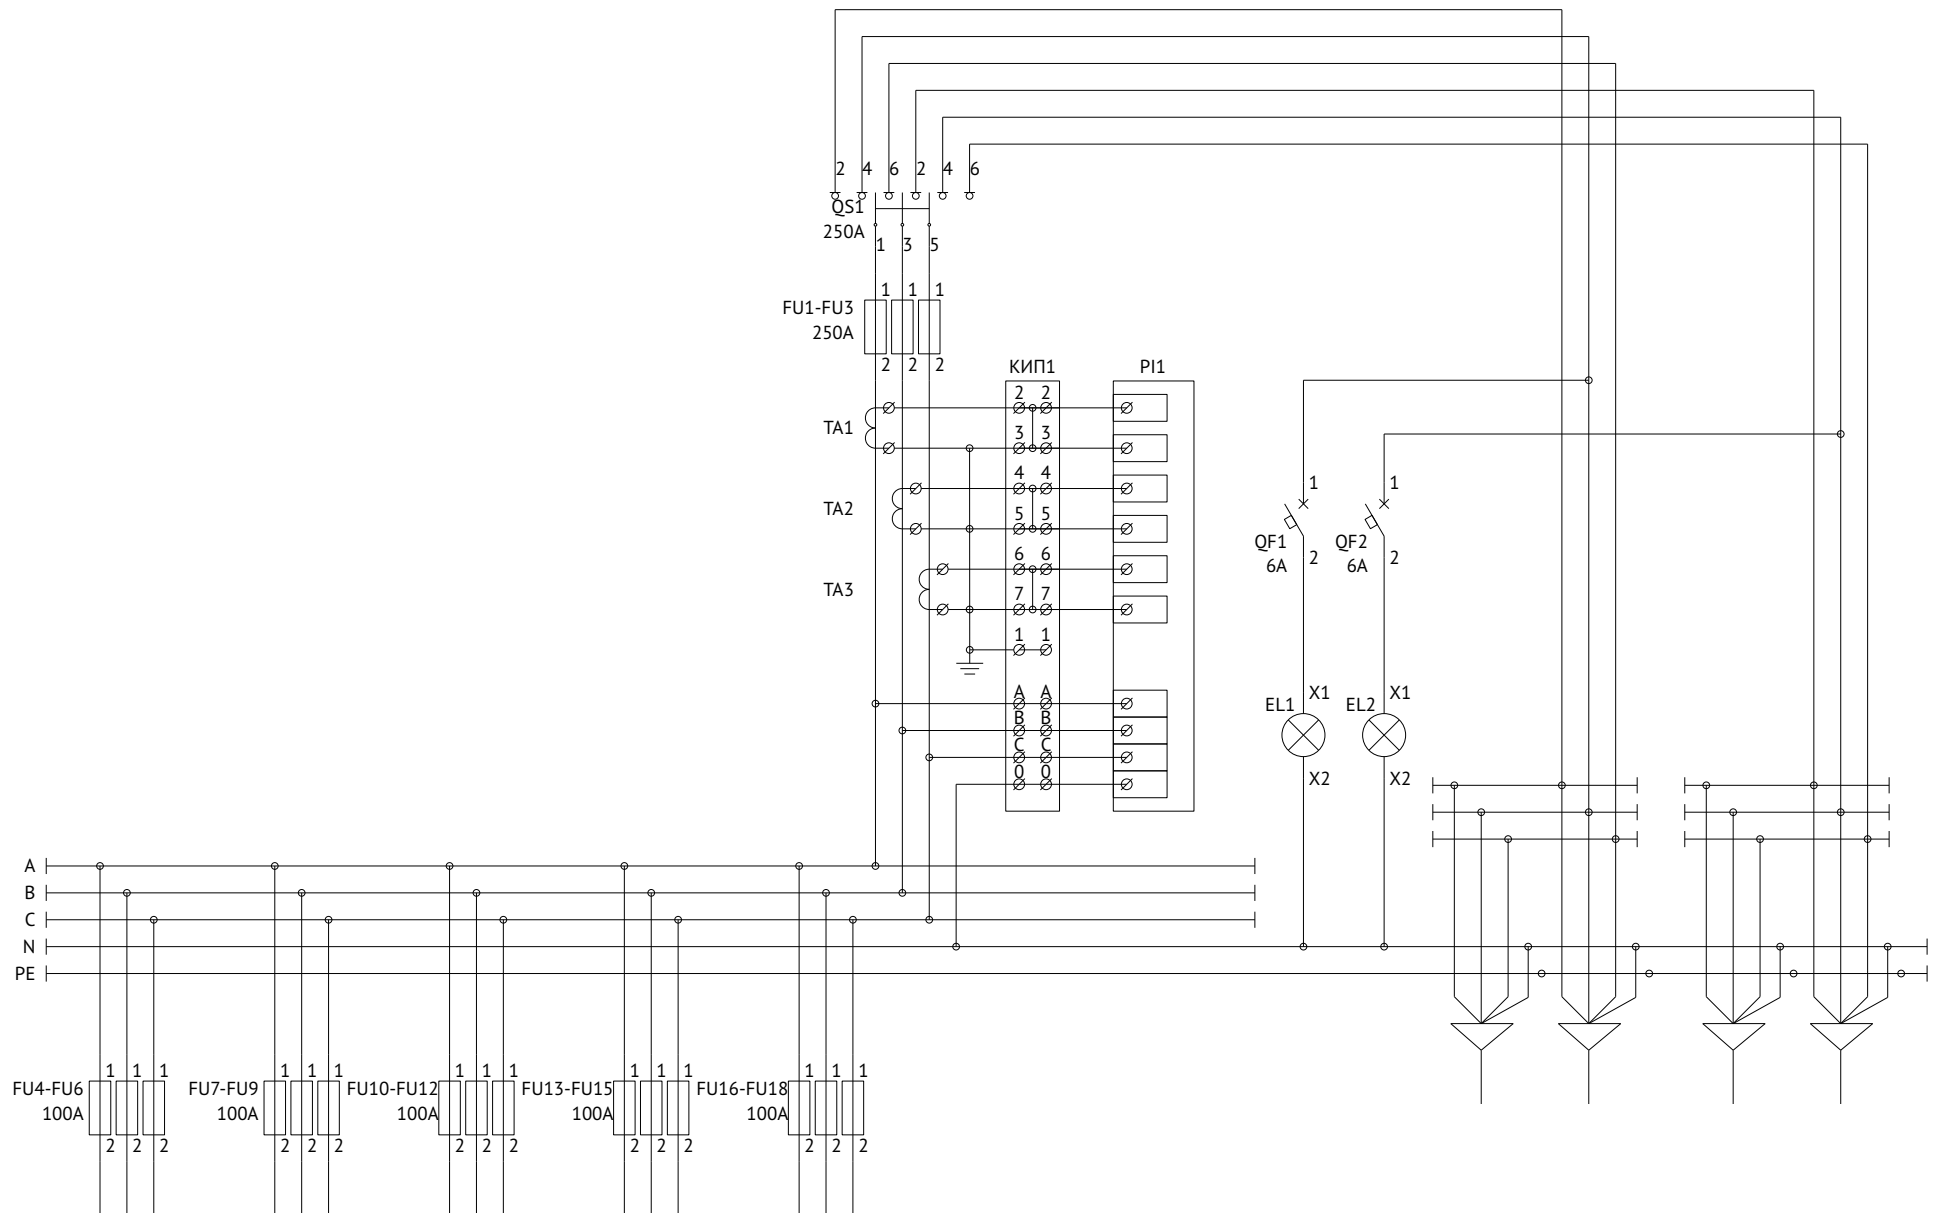 2 4 6 2 4 6
QS1
250A
1 3 5
1 1 1
FU1-FU3
250A
2 2 2
КИП1
PI1
2 2
TA1
3 3
4 4
TA2
5 5
6 6
TA3
7 7
1 1
A A
B B
C C
0 0
1
QF1
6A
2
X1
EL1
X2
1
QF2
6A
2
X1
EL2
X2
A
B
C
N
PE
1 1 1
FU4-FU6
100A
2 2 2
1 1 1
FU7-FU9
100A
2 2 2
1 1 1
FU10-FU12
100A
2 2 2
1 1 1
FU13-FU15
100A
2 2 2
1 1 1
FU16-FU18
100A
2 2 2